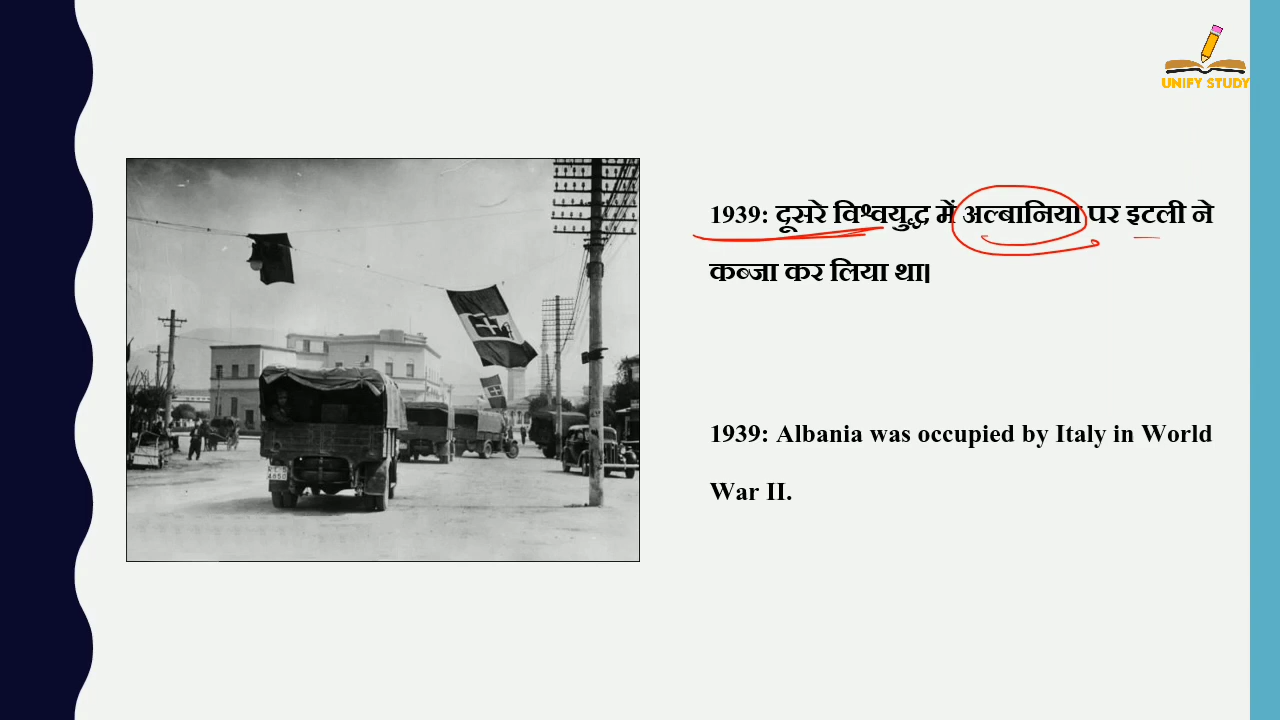 UNIFY STUDY
1939: दूसरे विश्वयुद्ध में अल्बानिया पर इटली ने
कब्जा कर लिया था।
1939: Albania was occupied by Italy in World
War II.